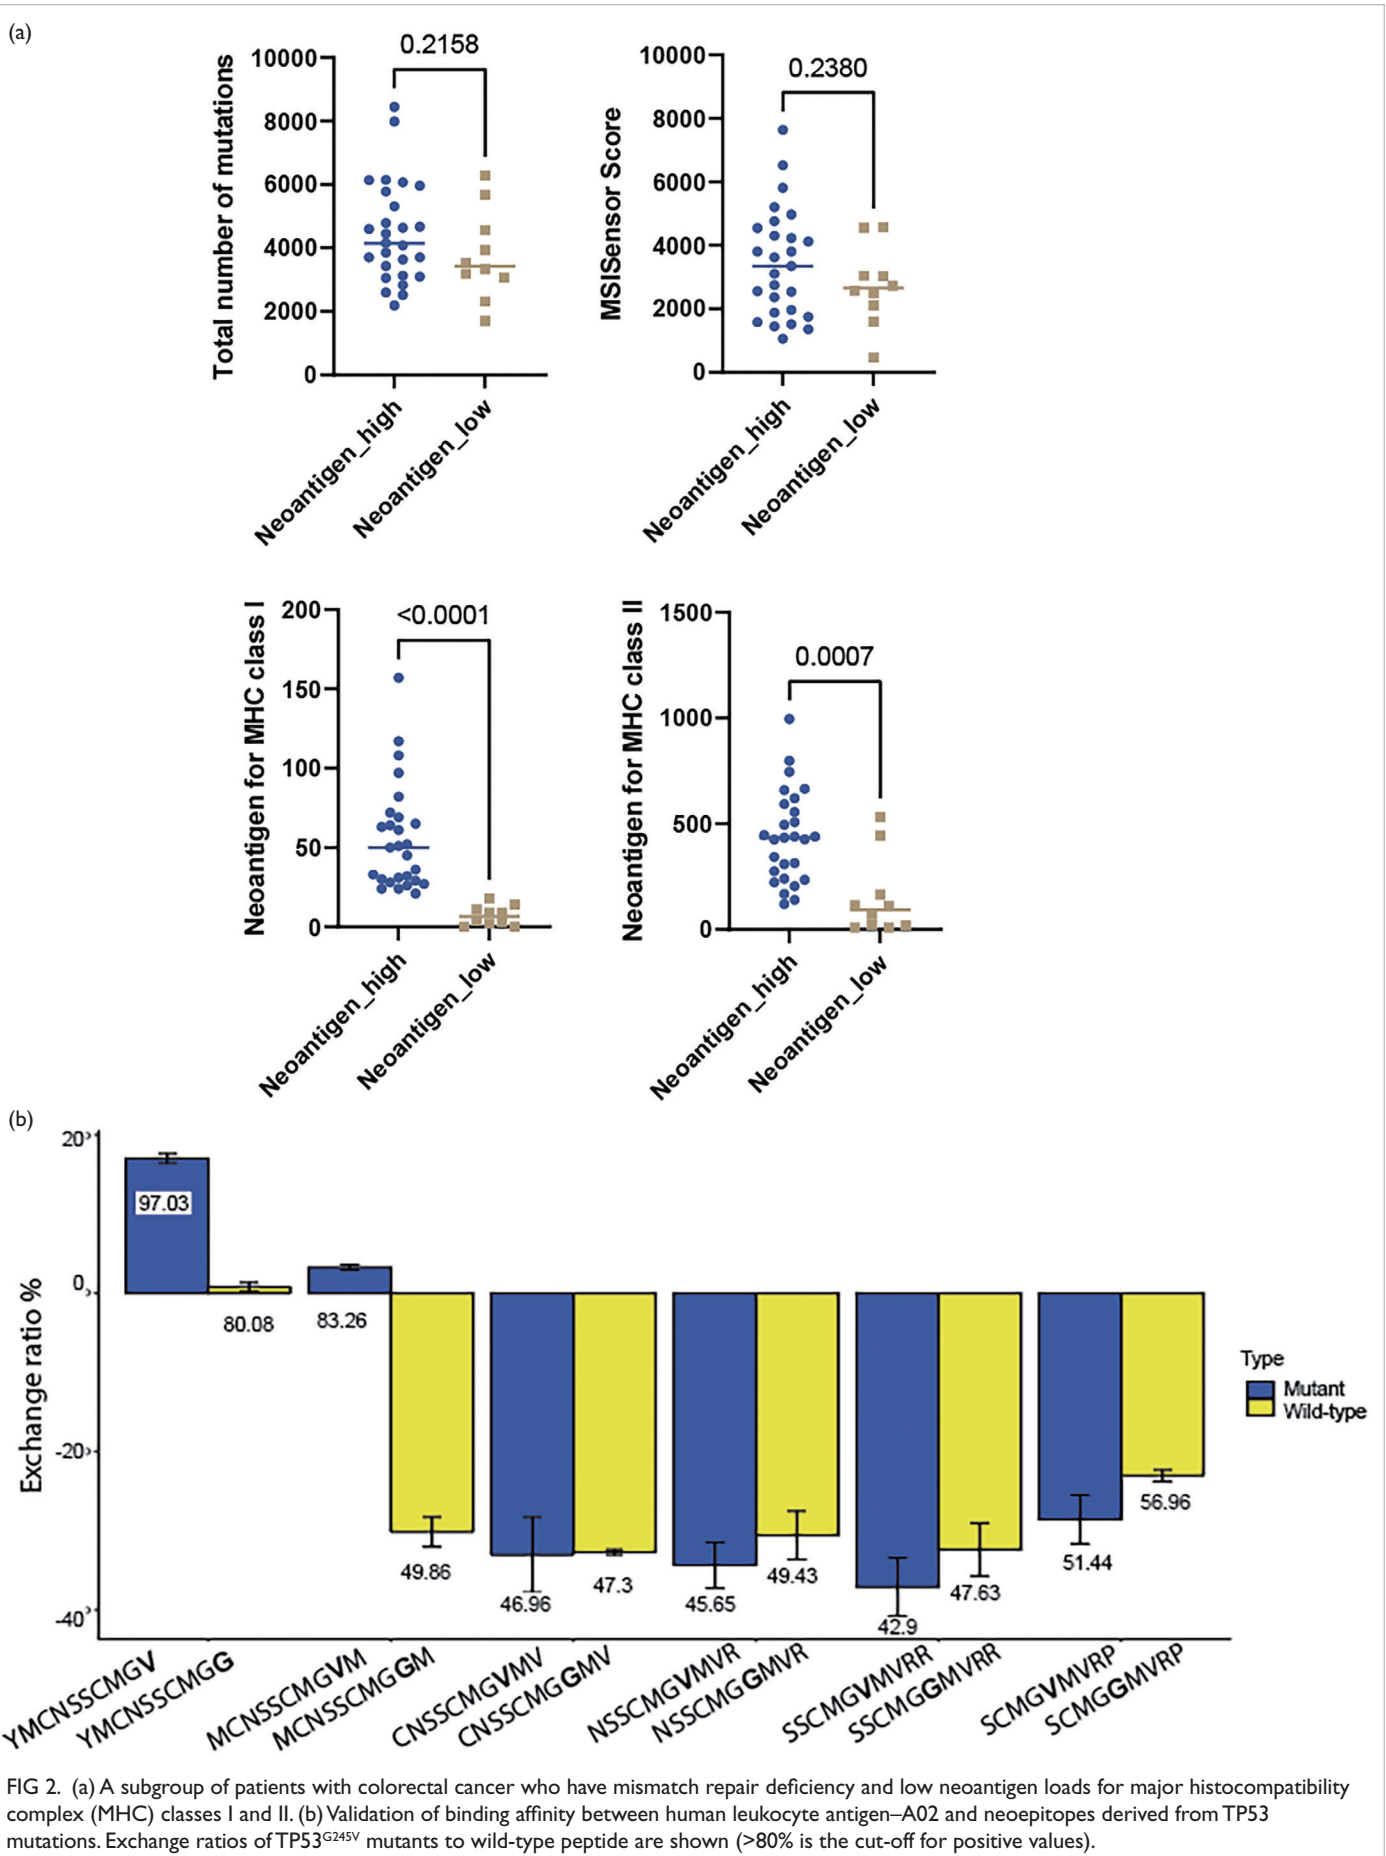 (a)
0.2158
Total number of mutations
10000
8000
6000
4000
2000
0
Neoantigen_high
Neoantigen_low
0.2380
MSISensor Score
10000
8000
6000
4000
2000
0
Neoantigen_high
Neoantigen_low
<0.0001
Neoantigen for MHC class I
200
150
100
50
0
Neoantigen_high
Neoantigen_low
0.0007
Neoantigen for MHC class II
1500
1000
500
0
Neoantigen_high
Neoantigen_low
(b)
Exchange ratio %
20
0
-20
-40
97.03
80.08
83.26
49.86
46.96
47.3
45.65
49.43
42.9
47.63
51.44
56.96
Type
Mutant
Wild-type
YMCNSSCMGV
YMCNSSCMGG
MCNSSCMGVM
MCNSSCMGGM
CNSSCMGVMV
CNSSCMGGMV
NSSCMGVMVR
NSSCMGGMVR
SSCMGVMVRR
SSCMGGMVRR
SCMGVMVRP
SCMGGMVRP
FIG 2. (a) A subgroup of patients with colorectal cancer who have mismatch repair deficiency and low neoantigen loads for major histocompatibility
complex (MHC) classes I and II. (b) Validation of binding affinity between human leukocyte antigen–A02 and neoepitopes derived from TP53
mutations. Exchange ratios of TP53G245V mutants to wild-type peptide are shown (>80% is the cut-off for positive values).